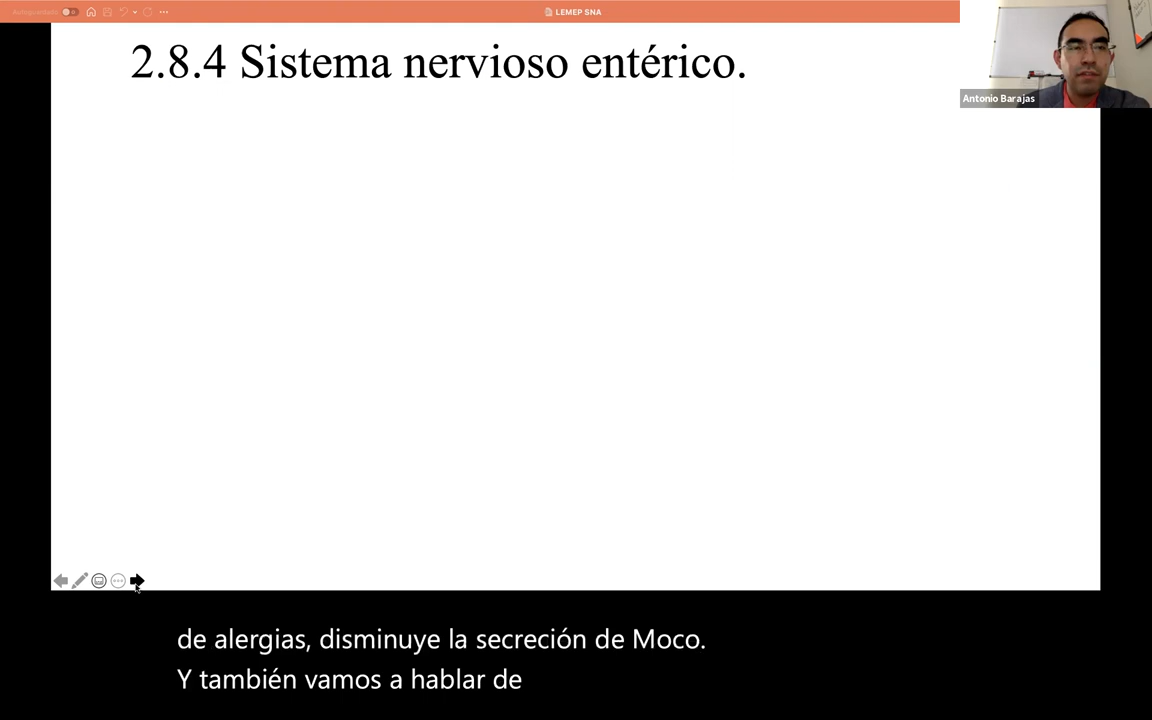 Autoguardado
LEMEP SNA
2.8.4 Sistema nervioso entérico.
Antonio Barajas
de alergias, disminuye la secreción de Moco.
Y también vamos a hablar de